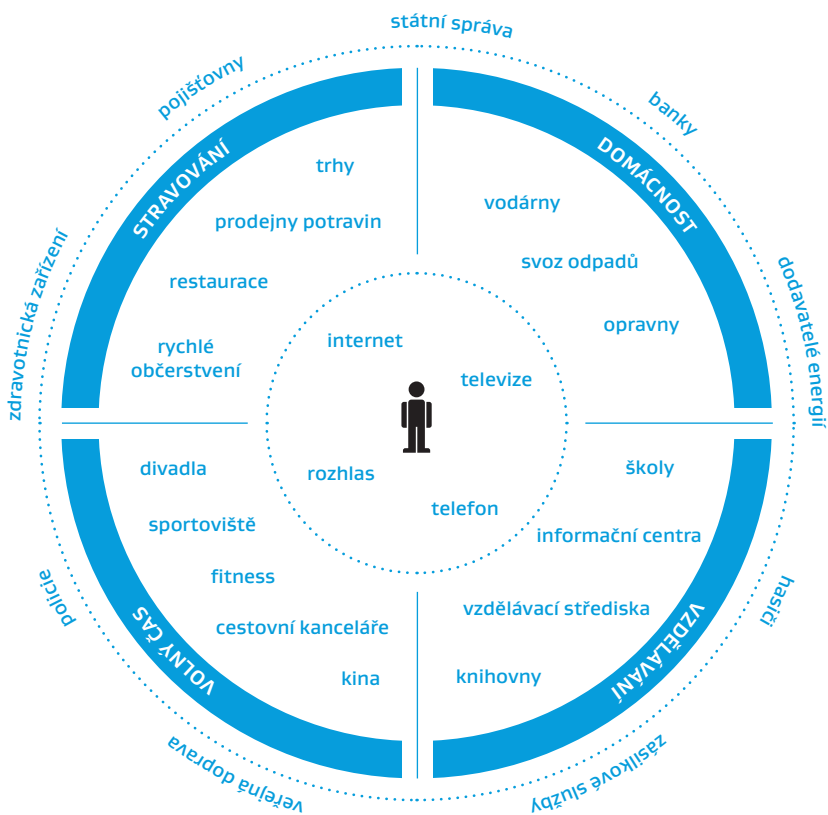 státní správa
pojišťovny
banky
STRAVOVÁNÍ
DOMÁCNOST
trhy
prodejny potravin
restaurace
rychlé
občerstvení
vodárny
svoz odpadů
opravny
zdravotnická zařízení
dodavatelé energií
internet
televize
rozhlas
telefon
divadla
sportoviště
fitness
cestovní kanceláře
kina
školy
informační centra
vzdělávací střediska
knihovny
policie
hasiči
VOLNÝ ČAS
VZDĚLÁVÁNÍ
veřejná doprava
zásilkové služby